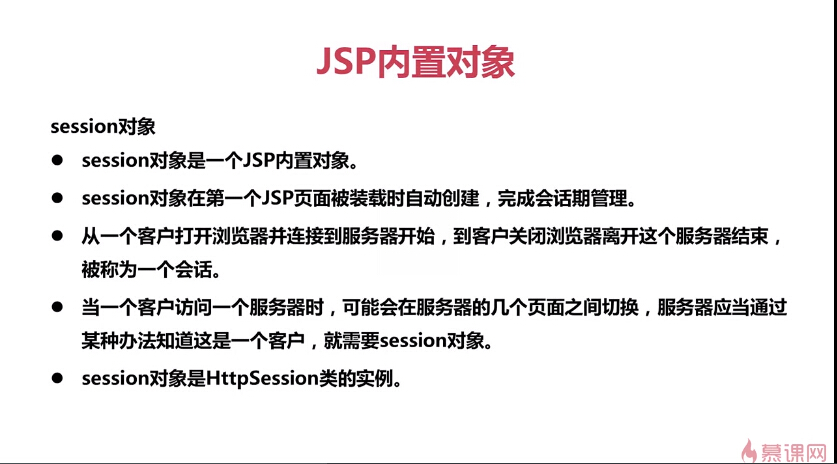 JSP内置对象
session对象
● session对象是一个JSP内置对象。
● session对象在第一个JSP页面被装载时自动创建，完成会话期管理。
● 从一个客户打开浏览器并连接到服务器开始，到客户关闭浏览器离开这个服务器结束，
被称为一个会话。
● 当一个客户访问一个服务器时，可能会在服务器的几个页面之间切换，服务器应当通过
某种办法知道这是一个客户，就需要session对象。
● session对象是HttpSession类的实例。
慕课网